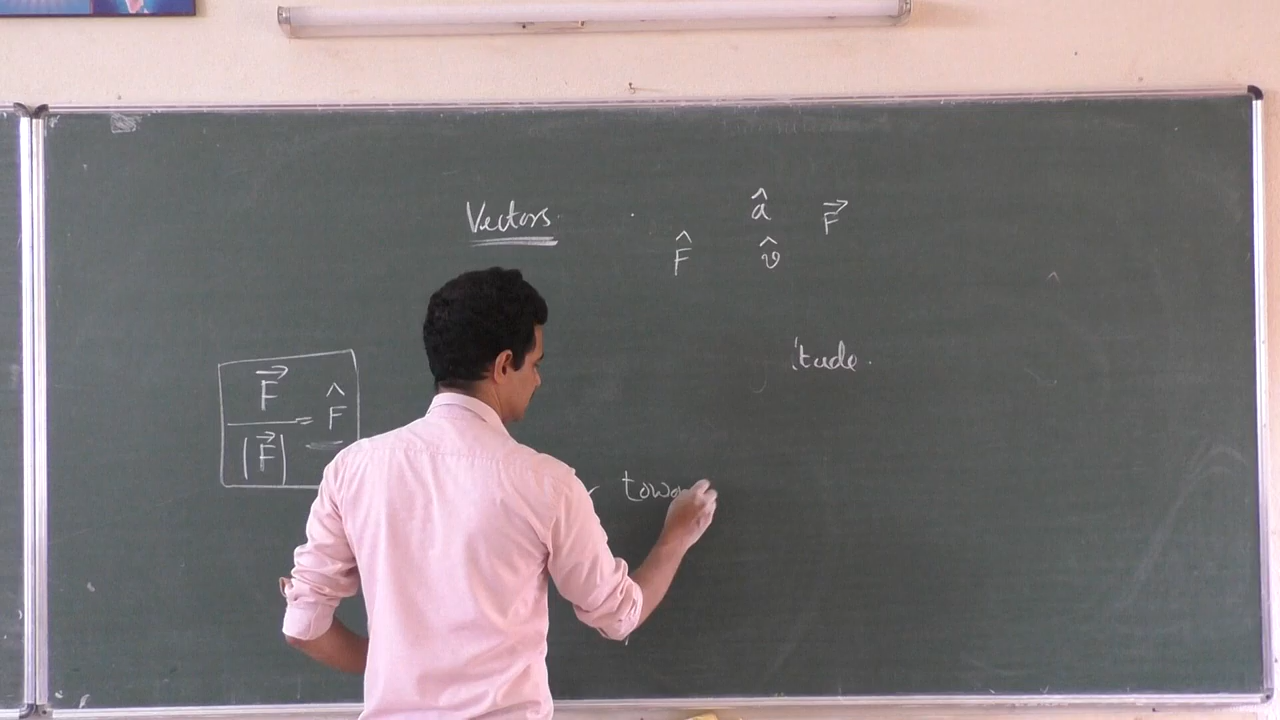 Vectors.
â F⃗
F̂ v̂
itude.
F⃗ / |F⃗| = F̂
r towa